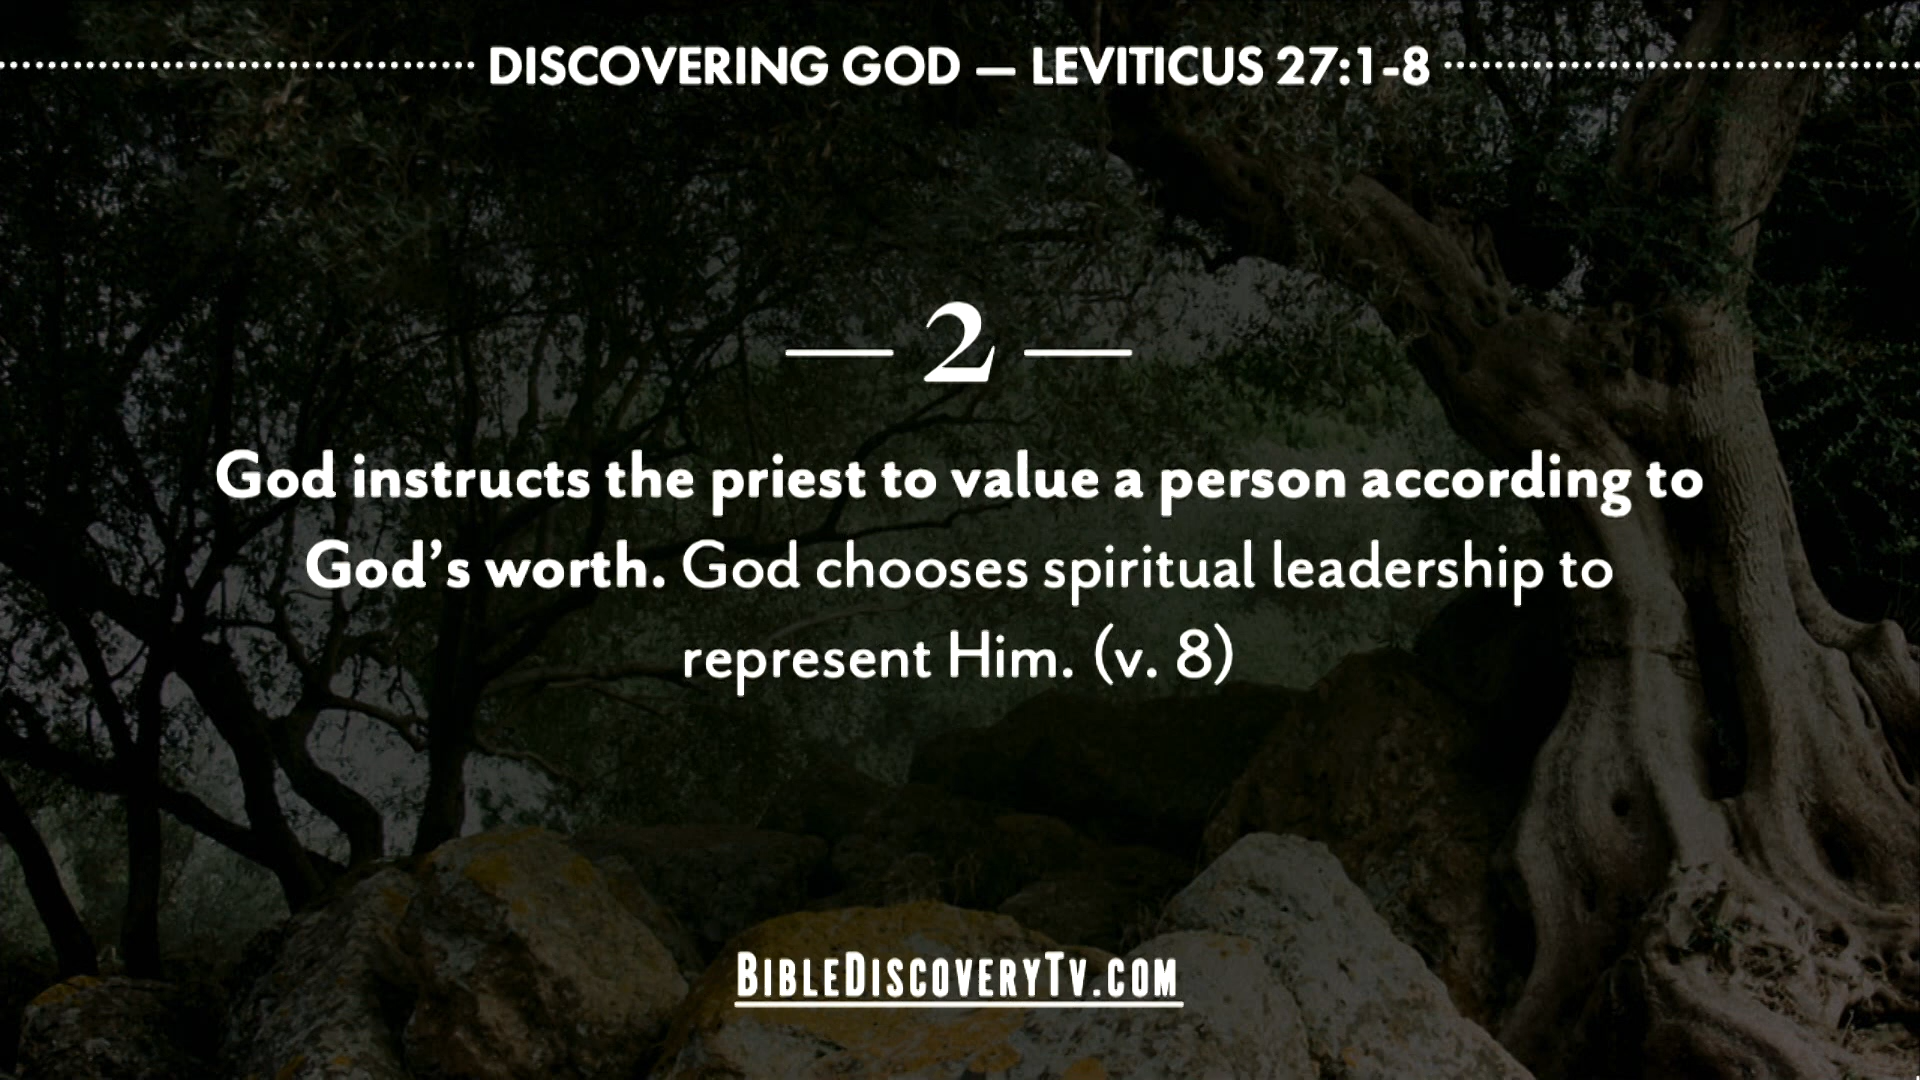 DISCOVERING GOD — LEVITICUS 27:1-8
— 2 —
God instructs the priest to value a person according to
God’s worth. God chooses spiritual leadership to
represent Him. (v. 8)
BIBLEDISCOVERYTV.COM